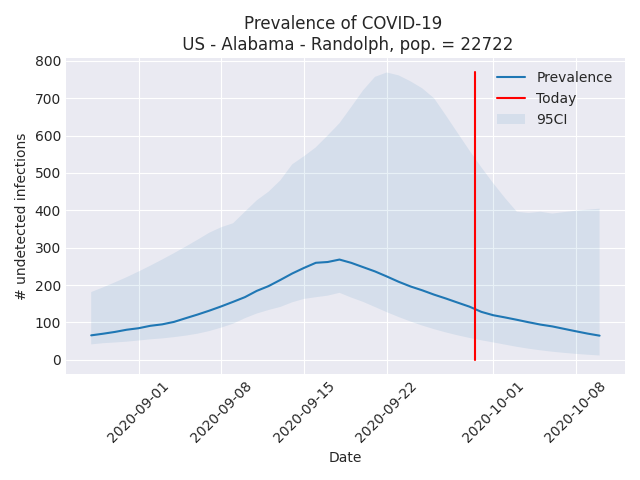 Prevalence of COVID-19
US - Alabama - Randolph, pop. = 22722
800
700
600
500
400
300
200
100
0
# undetected infections
Prevalence
Today
95CI
2020-09-01
2020-09-08
2020-09-15
2020-09-22
2020-10-01
2020-10-08
Date